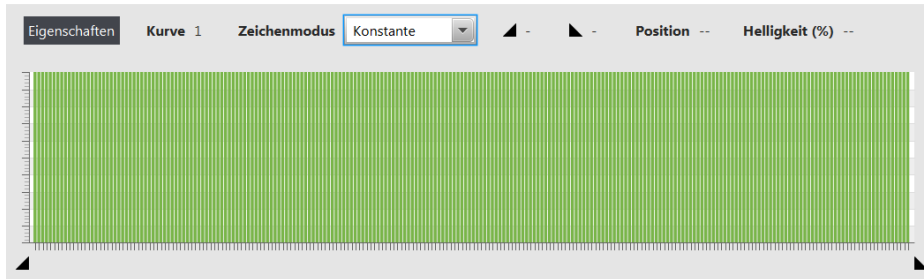 Eigenschaften Kurve 1 Zeichenmodus Konstante - - Position -- Helligkeit (%) --